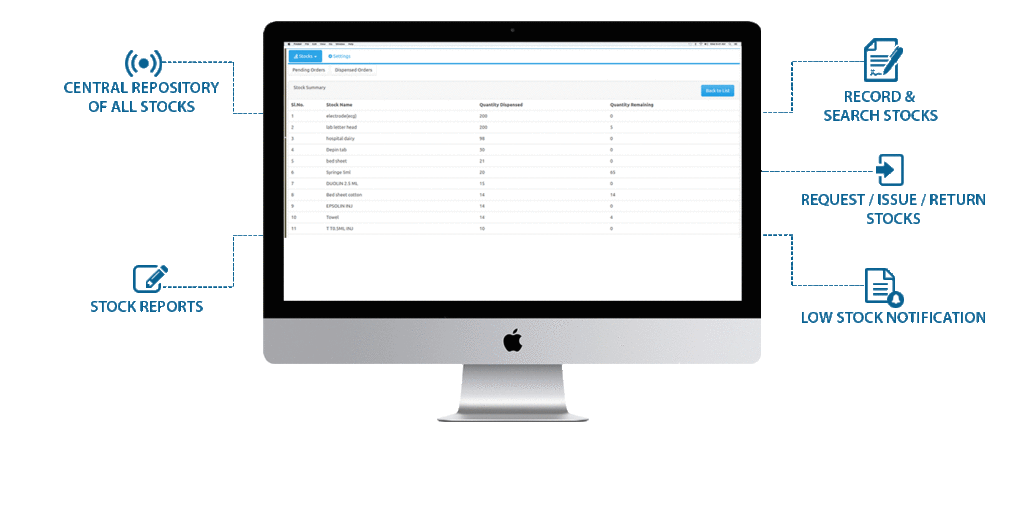 CENTRAL REPOSITORY
OF ALL STOCKS
STOCK REPORTS
Stocks
Settings
Pending Orders Dispensed Orders
Stock Summary
Back to List
Sl.No. Stock Name Quantity Dispensed Quantity Remaining
1 electrode(ecg) 200 0
2 lab letter head 200 5
3 hospital dairy 98 0
4 30 0
5 bed sheet 21 0
6 Syringe 5ml 20 65
7 DUOLIN 2.5 ML 15 0
8 Bed sheet cotton 14 14
9 EPSOLIN INJ 14 0
10 Towel 14 4
11 T T0.5ML INJ 10 0
RECORD &
SEARCH STOCKS
REQUEST / ISSUE / RETURN
STOCKS
LOW STOCK NOTIFICATION